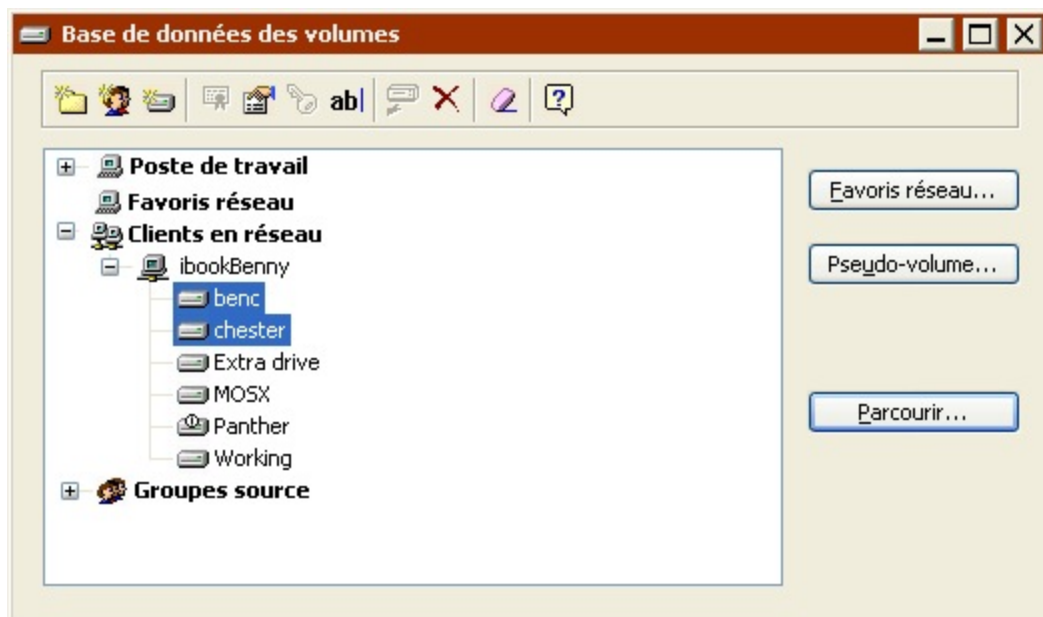 Base de données des volumes
ab|
Poste de travail
Favoris réseau
Clients en réseau
ibookBenny
benc
chester
Extra drive
MOSX
Panther
Working
Groupes source
Favoris réseau...
Pseudo-volume...
Parcourir...